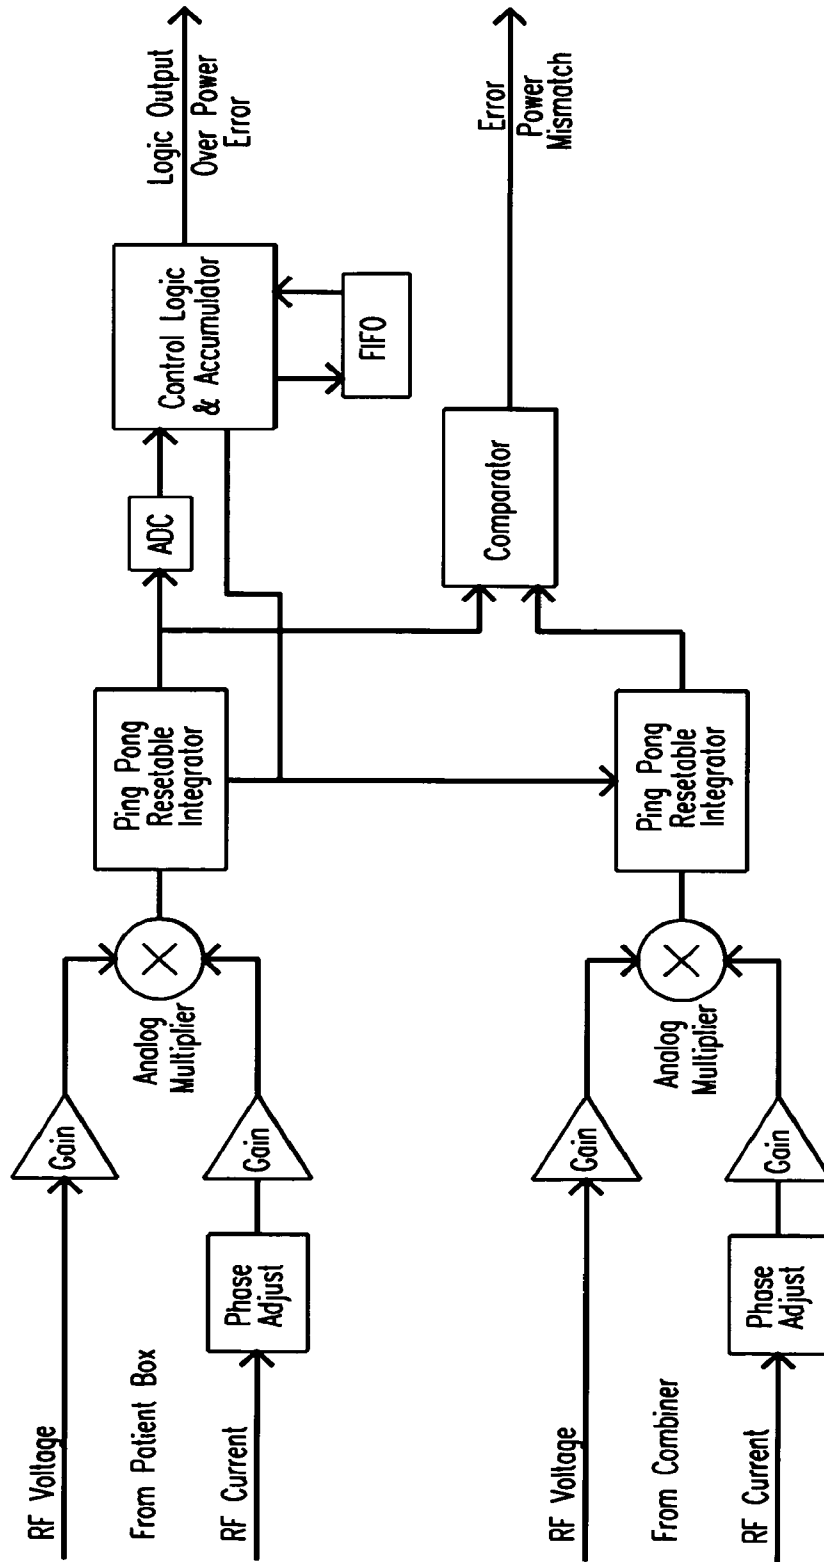 RF Voltage
Gain
From Patient Box
RF Current
Phase
Adjust
Gain
Analog
Multiplier
Ping Pong
Resetable
Integrator
ADC
Control Logic
& Accumulator
FIFO
Logic Output
Over Power
Error
RF Voltage
Gain
From Combiner
RF Current
Phase
Adjust
Gain
Analog
Multiplier
Ping Pong
Resetable
Integrator
Comparator
Error
Power
Mismatch